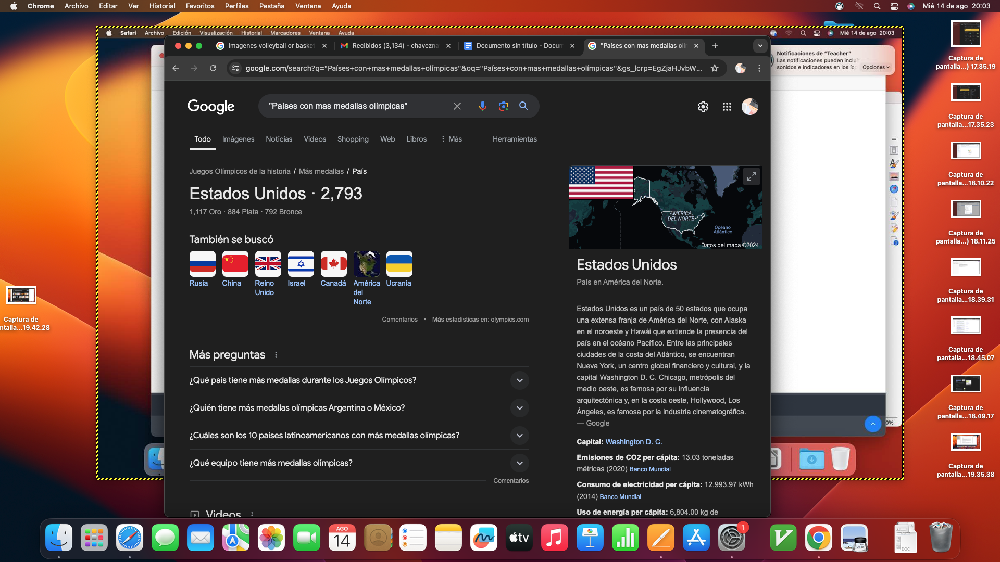 Chrome Archivo Editar Ver Historial Favoritos Perfiles Pestaña Ventana Ayuda Mié 14 de ago 20:03
Safari Archivo Edición Visualización Historial Marcadores Ventana Ayuda Mié 14 de ago 20:03
imagenes volleyball or basket
Recibidos (3,134) - chavezna
Documento sin título - Docum
"Países con mas medallas olím
google.com/search?q="Países+con+mas+medallas+olímpicas"&oq="Países+con+mas+medallas+olímpicas"&gs_lcrp=EgZjaHJvbW...
Notificaciones de “Teacher”
Las notificaciones pueden incluir
sonidos e indicadores en los íco
Opciones
Google
"Países con mas medallas olímpicas"
Todo Imágenes Noticias Videos Shopping Web Libros Más Herramientas
Juegos Olímpicos de la historia / Más medallas / País
Estados Unidos · 2,793
1,117 Oro · 884 Plata · 792 Bronce
También se buscó
Rusia
China
Reino
Unido
Israel
Canadá
América
del
Norte
Ucrania
Comentarios • Más estadísticas en: olympics.com
Más preguntas
¿Qué país tiene más medallas durante los Juegos Olímpicos?
¿Quién tiene más medallas olímpicas Argentina o México?
¿Cuáles son los 10 países latinoamericanos con más medallas olímpicas?
¿Qué equipo tiene más medallas olímpicas?
Comentarios
Videos
AMÉRICA
DEL NORTE
Océano
Atlántico
Datos del mapa ©2024
Estados Unidos
País en América del Norte.
Estados Unidos es un país de 50 estados que ocupa
una extensa franja de América del Norte, con Alaska
en el noroeste y Hawái que extiende la presencia del
país en el océano Pacífico. Entre las principales
ciudades de la costa del Atlántico, se encuentran
Nueva York, un centro global financiero y cultural, y la
capital Washington D. C. Chicago, metrópolis del
medio oeste, es famosa por su influencia
arquitectónica y, en la costa oeste, Hollywood, Los
Ángeles, es famosa por la industria cinematográfica.
— Google
Capital: Washington D. C.
Emisiones de CO2 per cápita: 13.03 toneladas
métricas (2020) Banco Mundial
Consumo de electricidad per cápita: 12,993.97 kWh
(2014) Banco Mundial
Uso de energía per cápita: 6,804.00 kg de
0%
Captura de
pantalla...) 17.35.19
Captura de
pantalla...17.35.23
Captura de
pantalla...18.10.22
Captura de
pantalla...) 18.11.25
Captura de
pantalla...18.39.31
Captura de
pantalla...18.45.07
Captura de
pantalla...18.49.17
Captura de
pantalla...19.35.38
Captura de
ntalla...19.42.28
AGO
14
tv
1
DOC